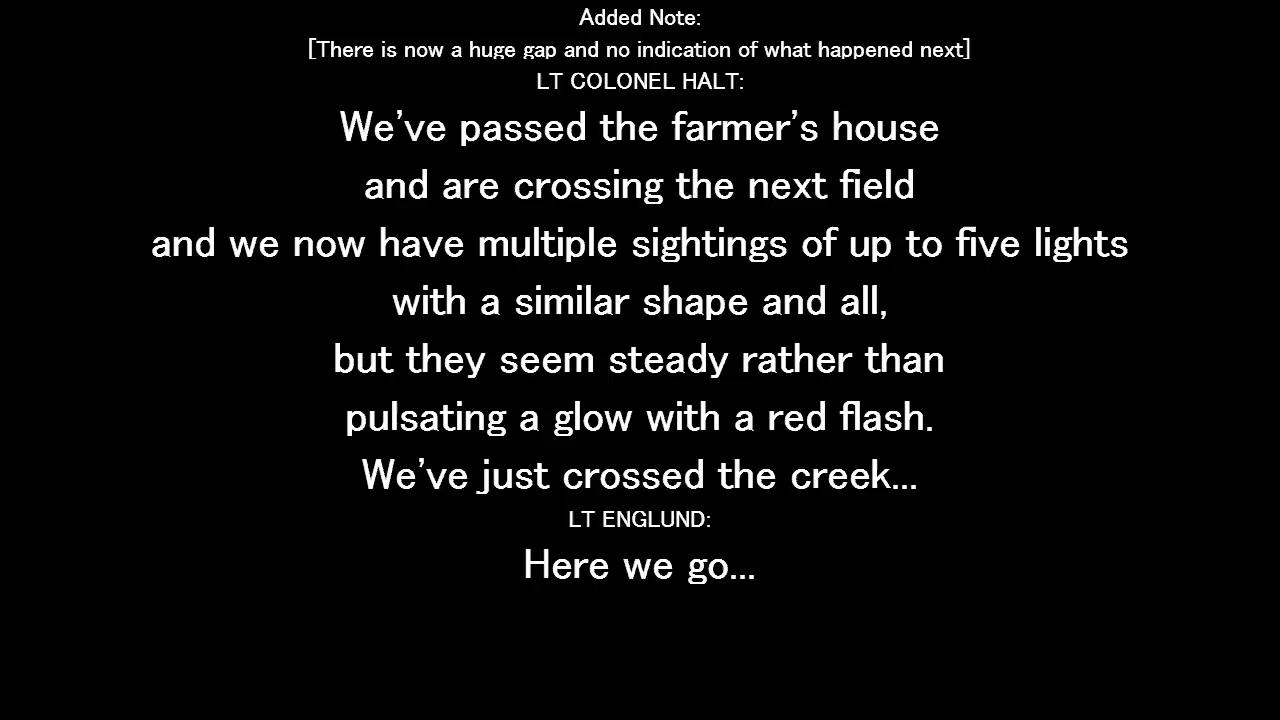 Added Note:
[There is now a huge gap and no indication of what happened next]
LT COLONEL HALT:
We've passed the farmer's house
and are crossing the next field
and we now have multiple sightings of up to five lights
with a similar shape and all,
but they seem steady rather than
pulsating a glow with a red flash.
We've just crossed the creek...
LT ENGLUND:
Here we go...